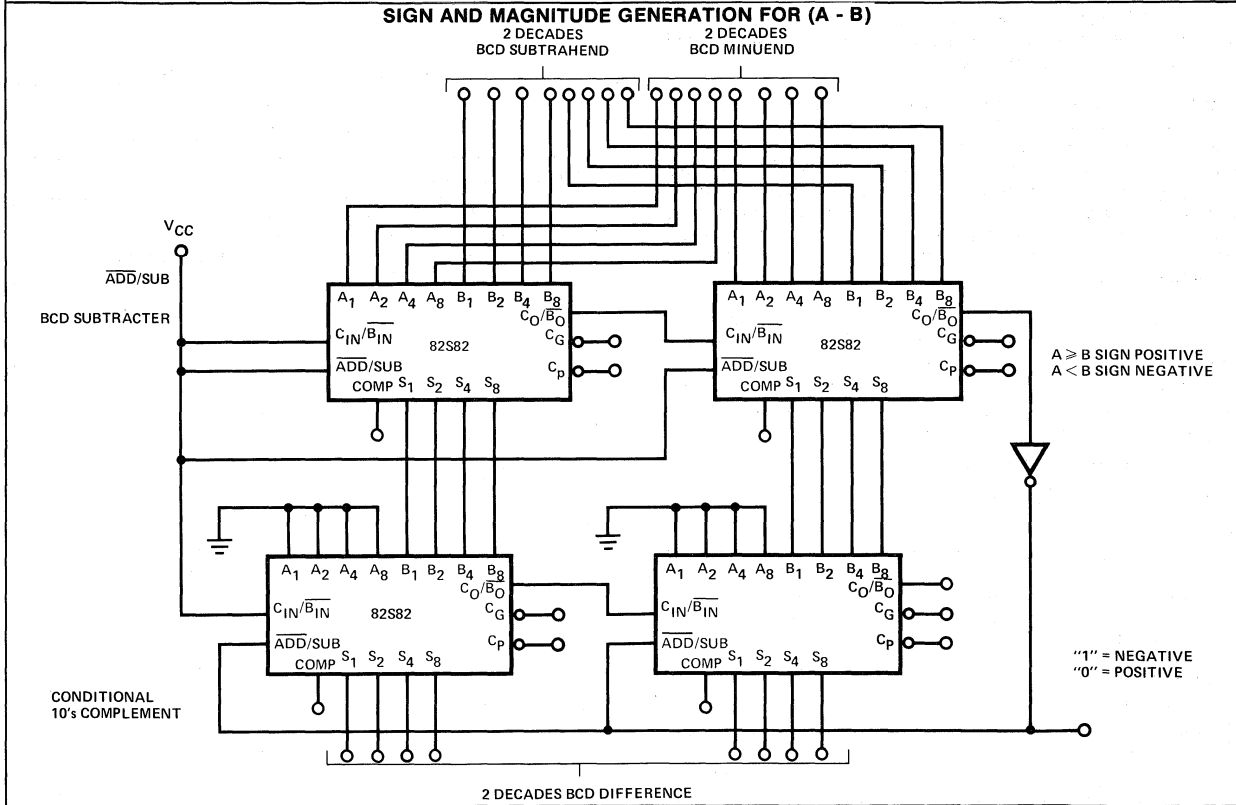 SIGN AND MAGNITUDE GENERATION FOR (A - B)
2 DECADES
BCD SUBTRAHEND
2 DECADES
BCD MINUEND
VCC
ADD/SUB
BCD SUBTRACTER
A1 A2 A4 A8 B1 B2 B4 B8
CO/BO
CIN/BIN
82S82
CG
ADD/SUB
CP
COMP S1 S2 S4 S8
A1 A2 A4 A8 B1 B2 B4 B8
CO/BO
CIN/BIN
82S82
CG
ADD/SUB
CP
COMP S1 S2 S4 S8
A ⩾ B SIGN POSITIVE
A < B SIGN NEGATIVE
A1 A2 A4 A8 B1 B2 B4 B8
CO/BO
CIN/BIN
82S82
CG
ADD/SUB
CP
COMP S1 S2 S4 S8
A1 A2 A4 A8 B1 B2 B4 B8
CO/BO
CIN/BIN
CG
ADD/SUB
CP
COMP S1 S2 S4 S8
"1" = NEGATIVE
"0" = POSITIVE
CONDITIONAL
10's COMPLEMENT
2 DECADES BCD DIFFERENCE